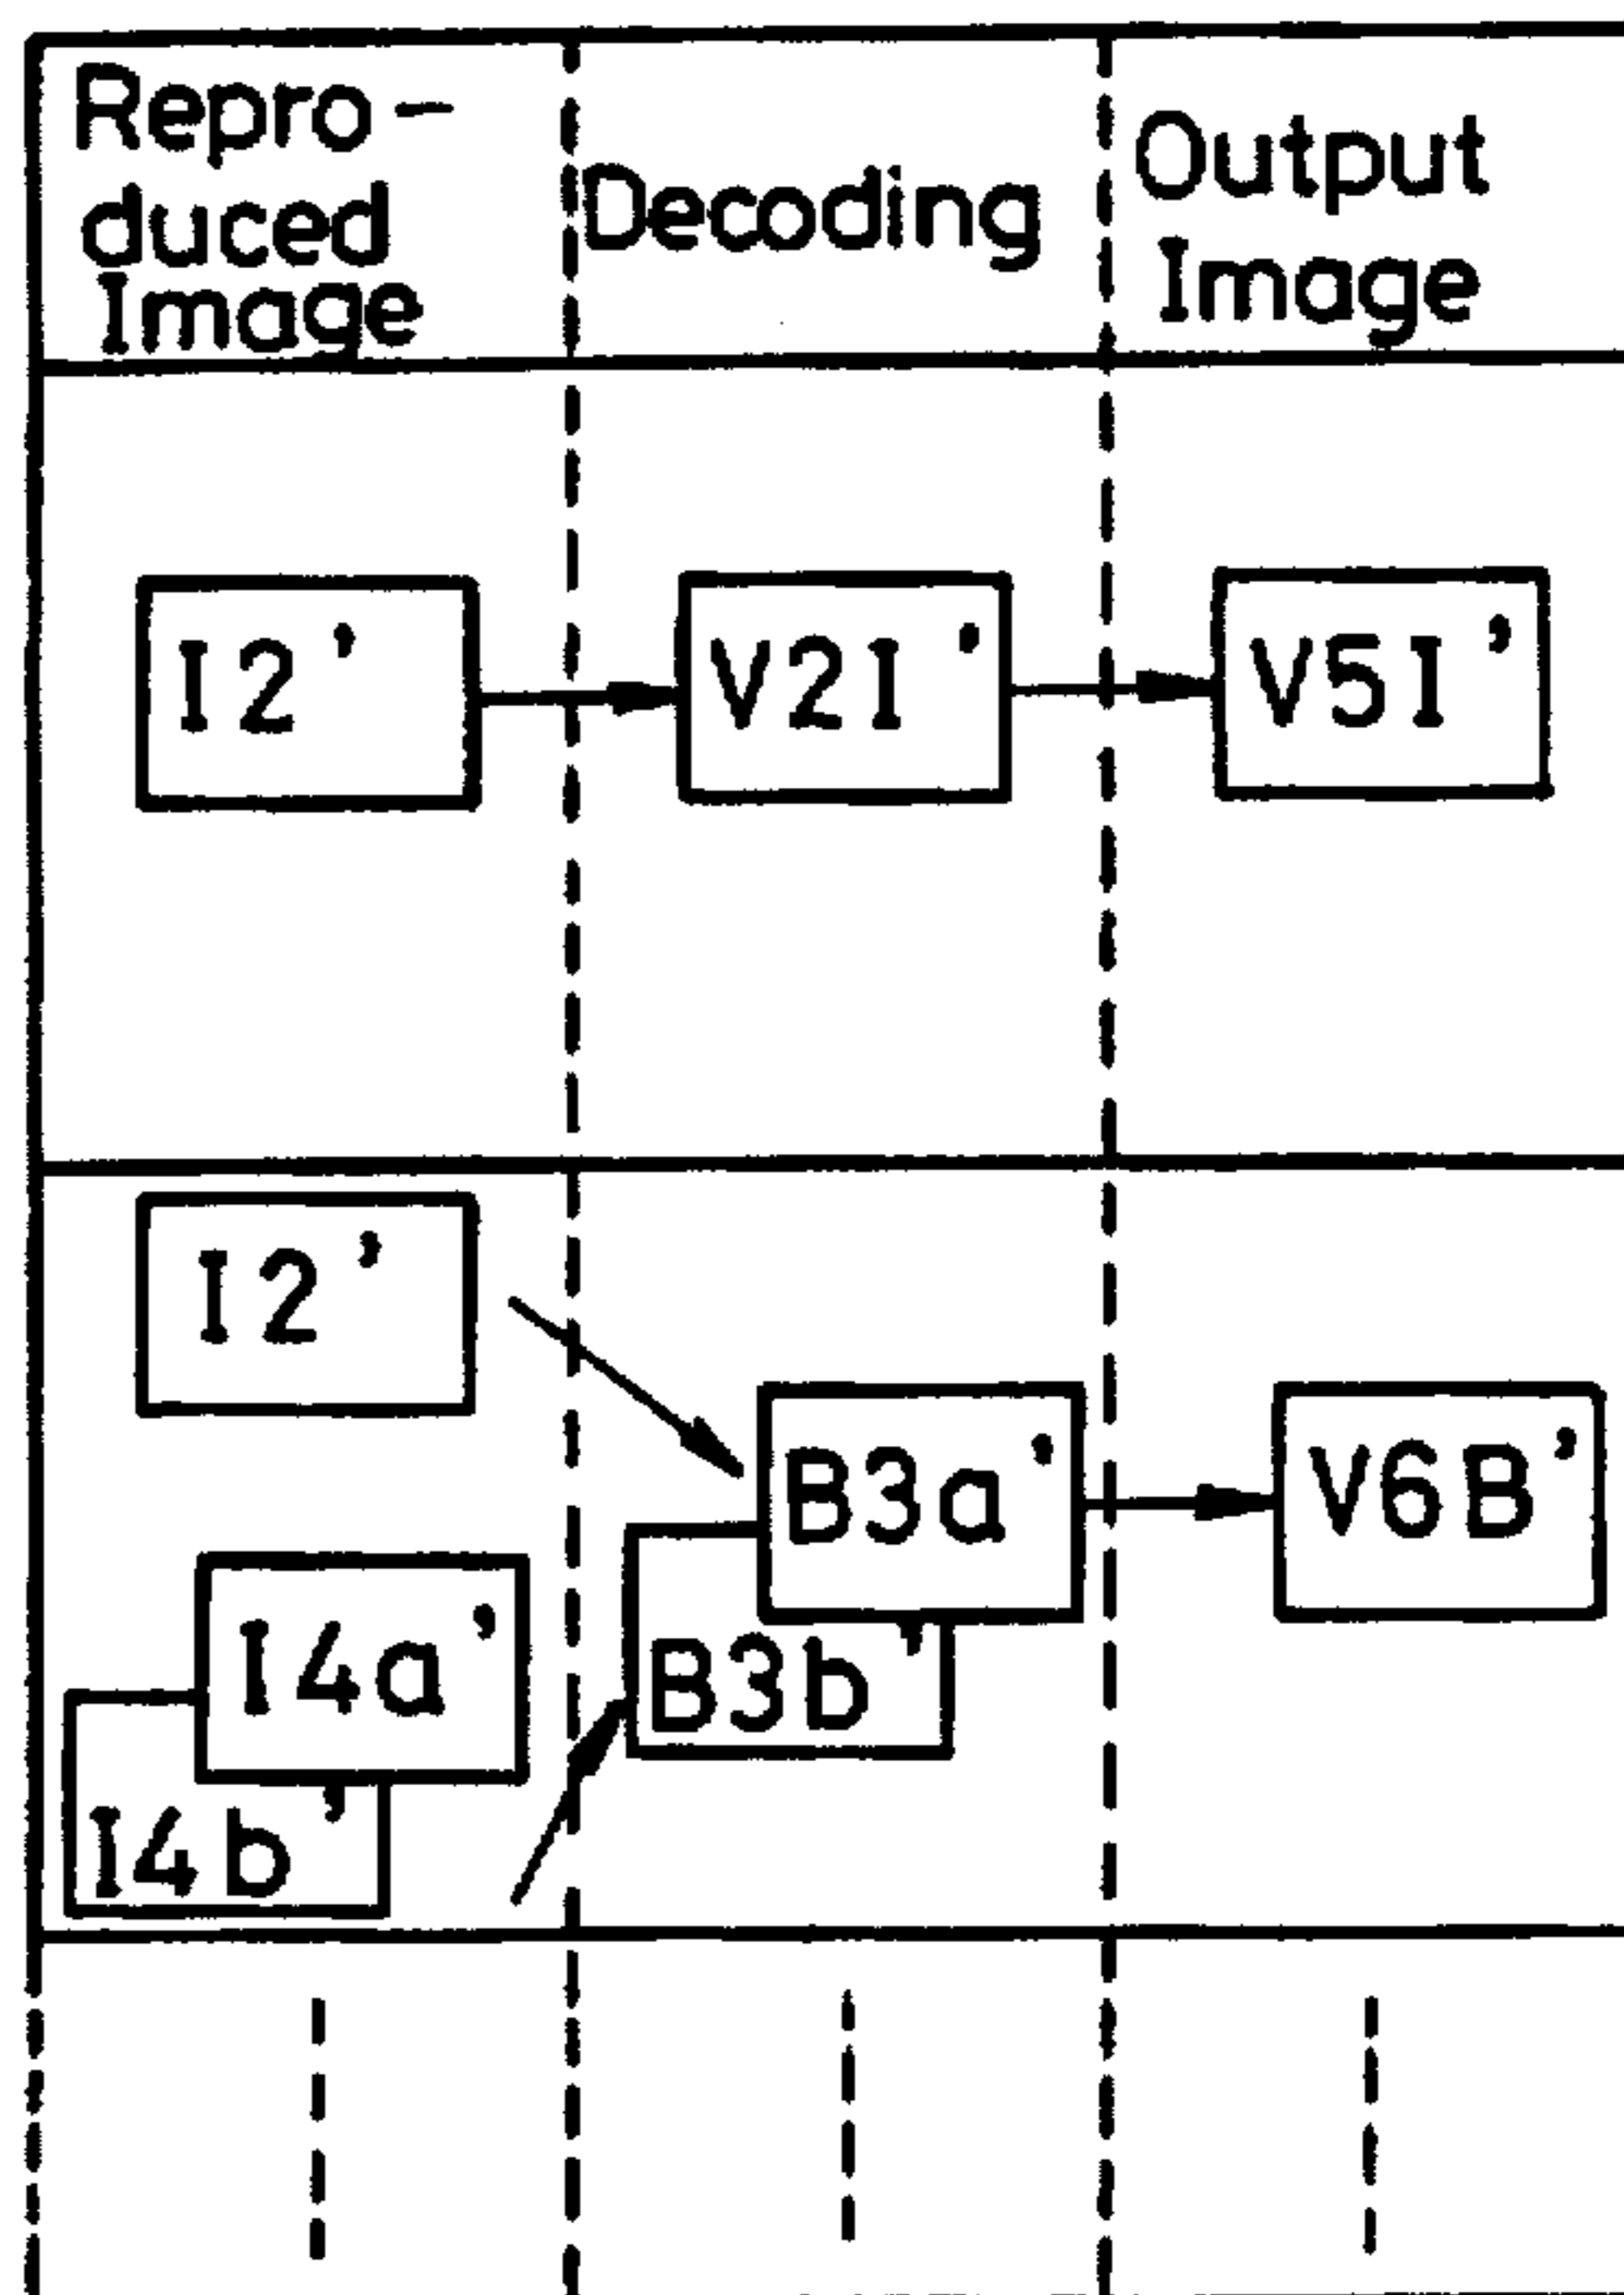 Repro-
duced
Image
Decoding
Output
Image
I2'
V2I'
V5I'
I2'
B3a'
V6B'
I4a'
B3b'
I4b'